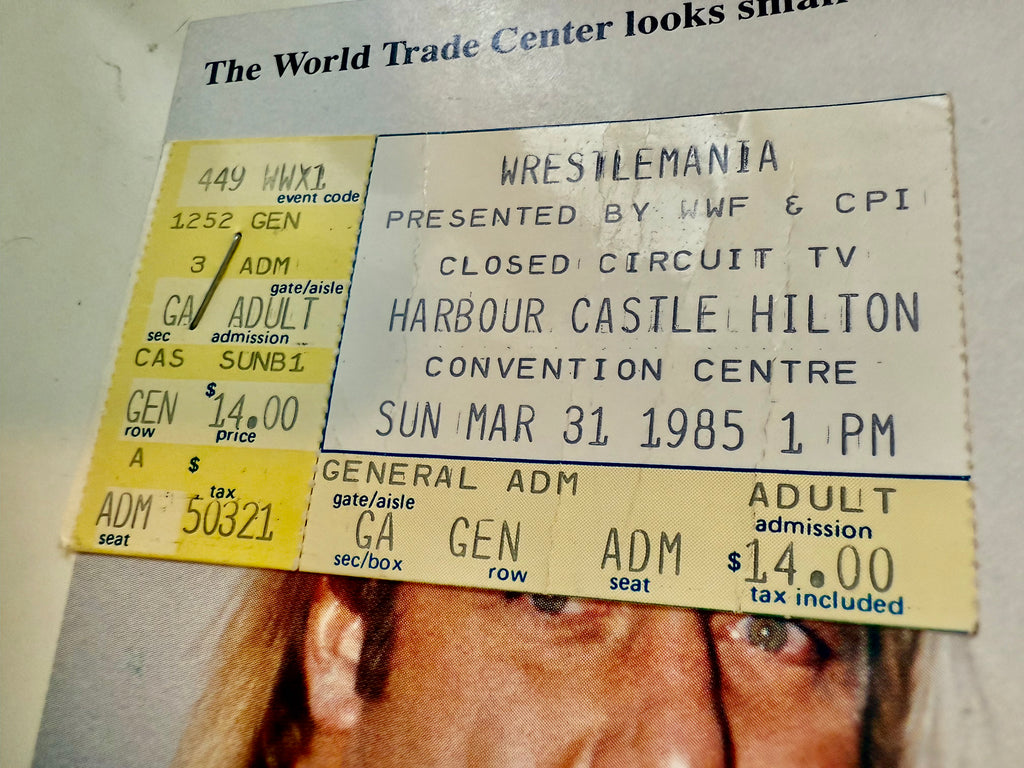 The World Trade Center looks
449 WWX1
event code
1252 GEN
3 ADM
gate/aisle
GA ADULT
sec admission
CAS SUNB1
GEN $14.00
row price
A $
tax
ADM 50321
seat
WRESTLEMANIA
PRESENTED BY WWF & CPI
CLOSED CIRCUIT TV
HARBOUR CASTLE HILTON
CONVENTION CENTRE
SUN MAR 31 1985 1 PM
GENERAL ADM ADULT
gate/aisle admission
GA GEN ADM $14.00
sec/box row seat tax included